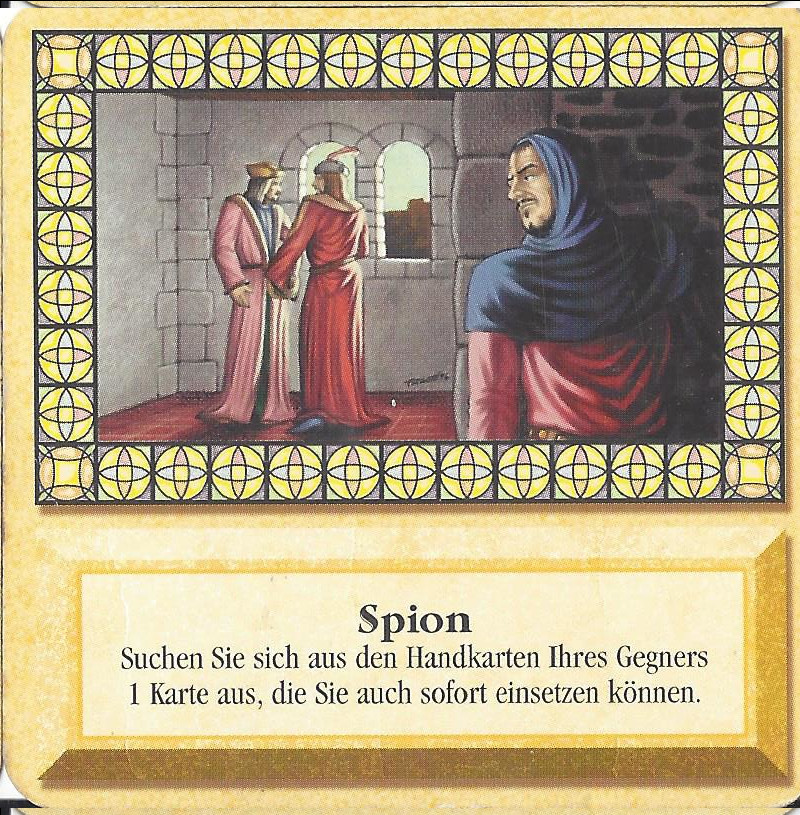 Spion
Suchen Sie sich aus den Handkarten Ihres Gegners
1 Karte aus, die Sie auch sofort einsetzen können.